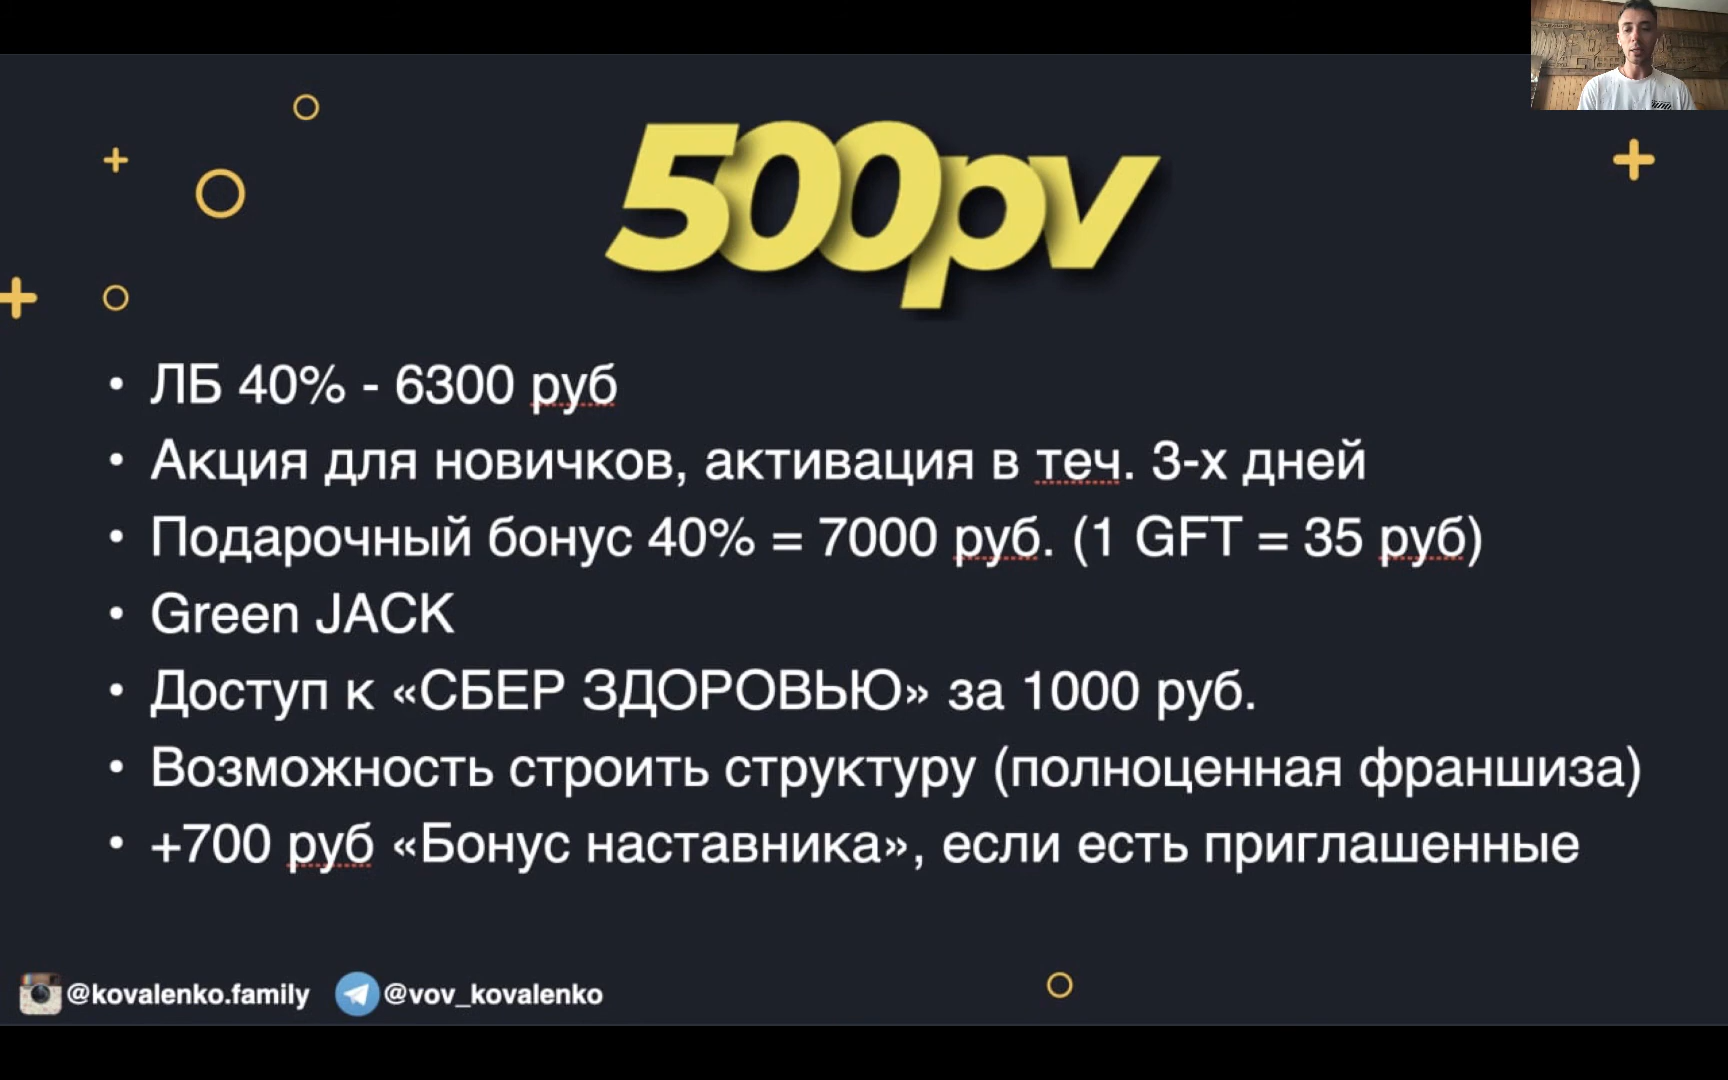 500pv
• ЛБ 40% - 6300 руб
• Акция для новичков, активация в теч. 3-х дней
• Подарочный бонус 40% = 7000 руб. (1 GFT = 35 руб)
• Green JACK
• Доступ к «СБЕР ЗДОРОВЬЮ» за 1000 руб.
• Возможность строить структуру (полноценная франшиза)
• +700 руб «Бонус наставника», если есть приглашенные
@kovalenko.family @vov_kovalenko